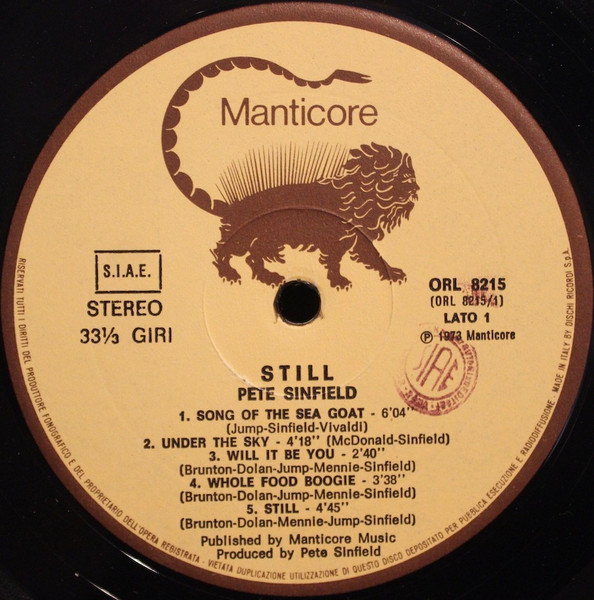 Manticore
S.I.A.E.
STEREO
33⅓ GIRI
ORL 8215
(ORL 8215/1)
LATO 1
Ⓟ 1973 Manticore
SIAE
STILL
PETE SINFIELD
1. SONG OF THE SEA GOAT - 6'04"
(Jump-Sinfield-Vivaldi)
2. UNDER THE SKY - 4'18" (McDonald-Sinfield)
3. WILL IT BE YOU - 2'40"
(Brunton-Dolan-Jump-Mennie-Sinfield)
4. WHOLE FOOD BOOGIE - 3'38"
(Brunton-Dolan-Jump-Mennie-Sinfield)
5. STILL - 4'45"
(Brunton-Dolan-Mennie-Jump-Sinfield)
Published by Manticore Music
Produced by Pete Sinfield
RISERVATI TUTTI I DIRITTI DEL PRODUTTORE FONOGRAFICO E DEL PROPRIETARIO DELL'OPERA REGISTRATA - VIETATA DUPLICAZIONE UTILIZZAZIONE DI QUESTO DISCO DEPOSITATO PER PUBBLICA ESECUZIONE E RADIODIFFUSIONE. MADE IN ITALY BY DISCHI RICORDI S.P.A.